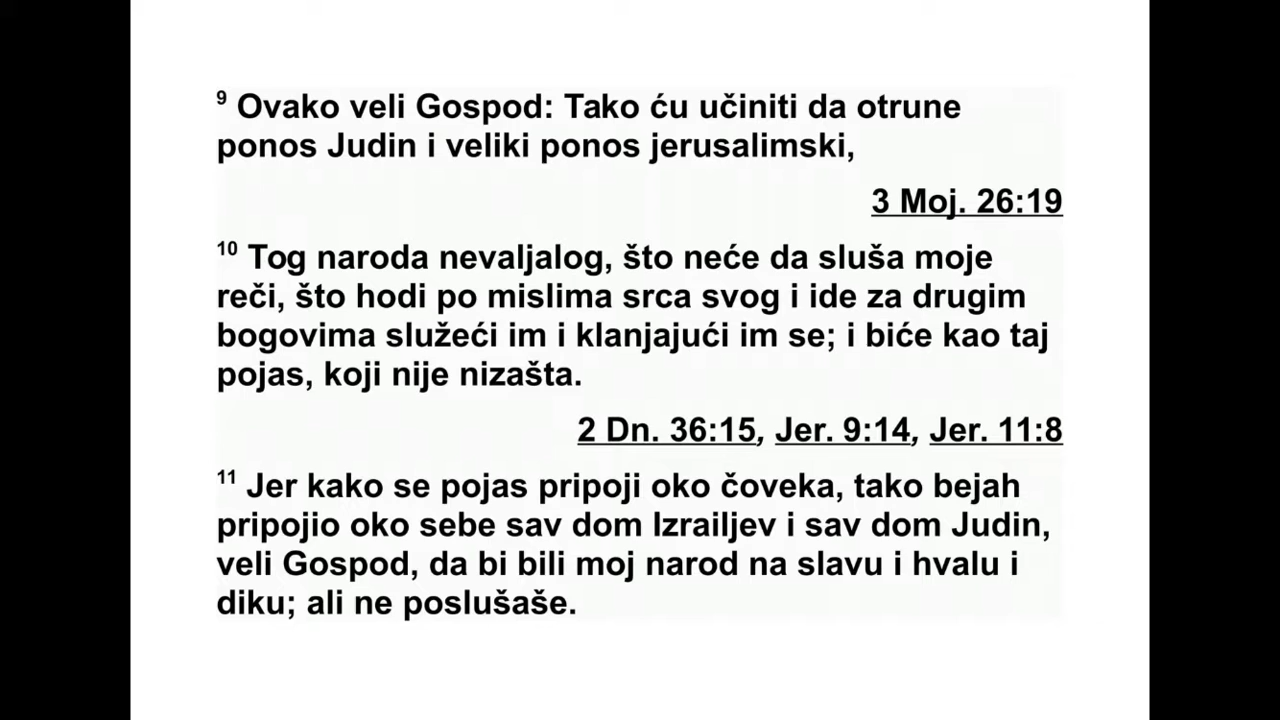 9 Ovako veli Gospod: Tako ću učiniti da otrune
ponos Judin i veliki ponos jerusalimski,
3 Moj. 26:19
10 Tog naroda nevaljalog, što neće da sluša moje
reči, što hodi po mislima srca svog i ide za drugim
bogovima služeći im i klanjajući im se; i biće kao taj
pojas, koji nije nizašta.
2 Dn. 36:15, Jer. 9:14, Jer. 11:8
11 Jer kako se pojas pripoji oko čoveka, tako bejah
pripojio oko sebe sav dom Izrailjev i sav dom Judin,
veli Gospod, da bi bili moj narod na slavu i hvalu i
diku; ali ne poslušaše.